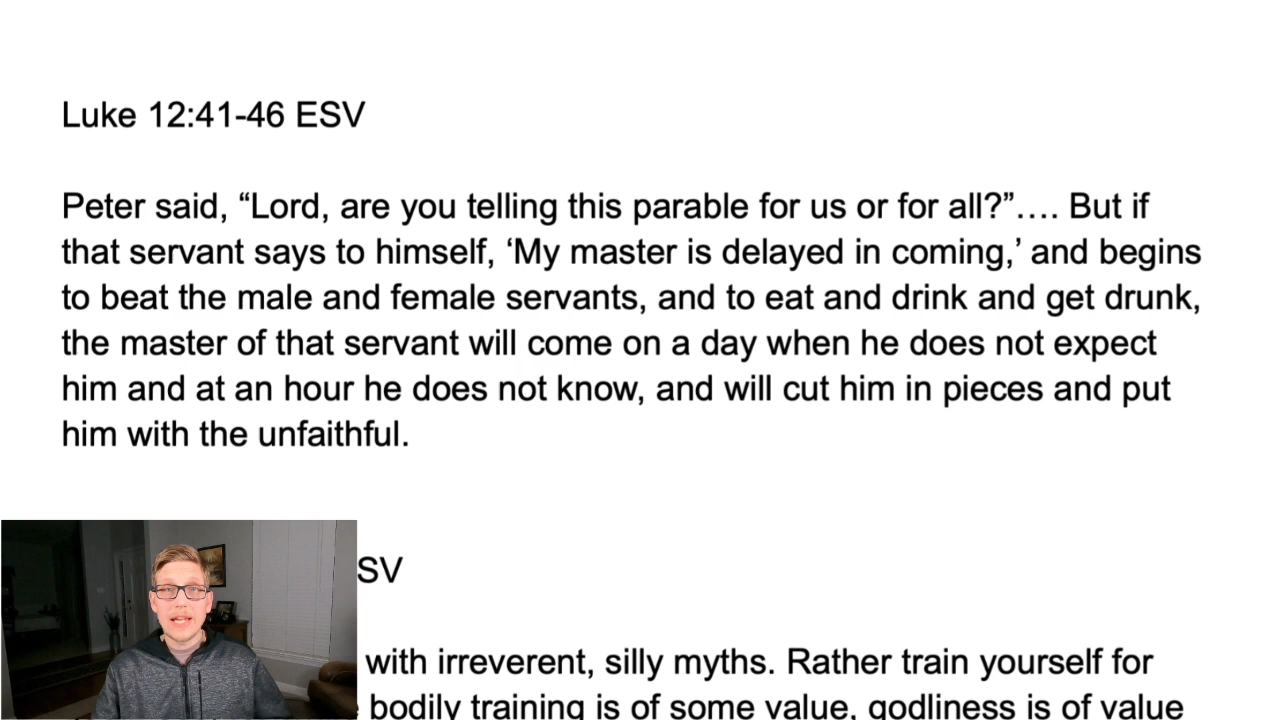 Luke 12:41-46 ESV
Peter said, “Lord, are you telling this parable for us or for all?”…. But if
that servant says to himself, ‘My master is delayed in coming,’ and begins
to beat the male and female servants, and to eat and drink and get drunk,
the master of that servant will come on a day when he does not expect
him and at an hour he does not know, and will cut him in pieces and put
him with the unfaithful.
SV
with irreverent, silly myths. Rather train yourself for
bodily training is of some value, godliness is of value